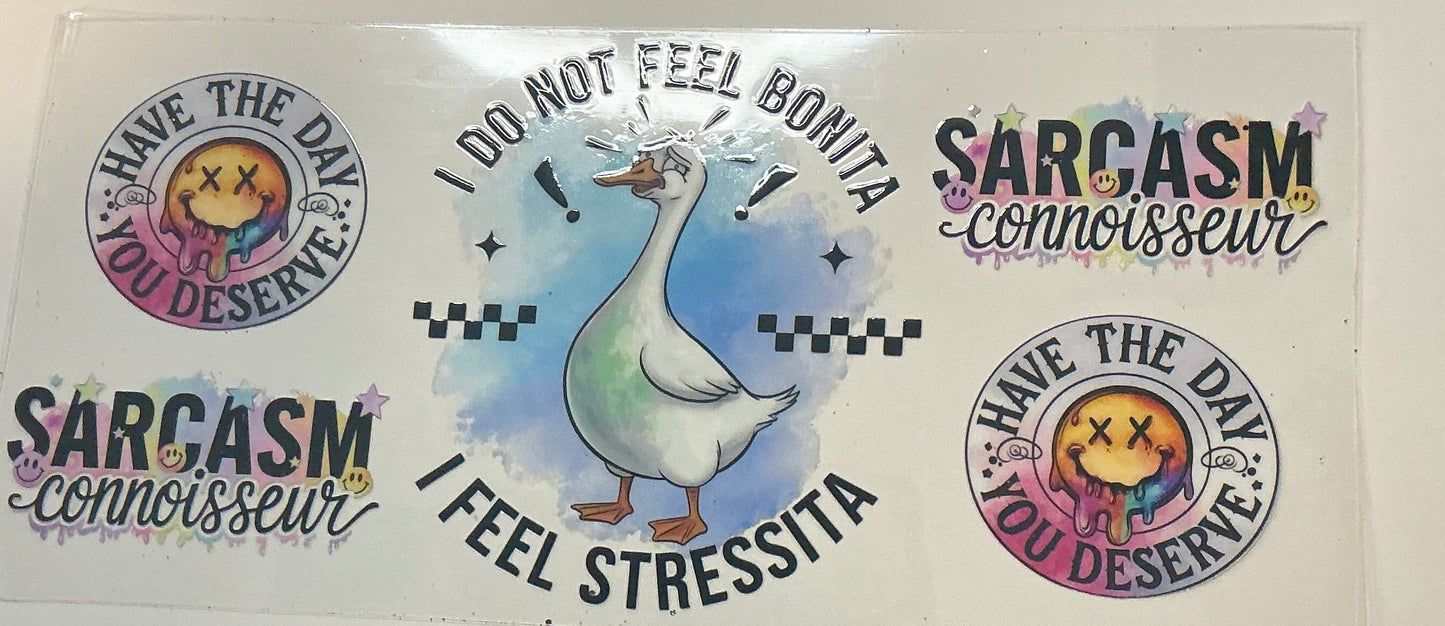 HAVE THE DAY
YOU DESERVE
SARCASM
connoisseur
I DO NOT FEEL BONITA
I FEEL STRESSITA
SARCASM
connoisseur
HAVE THE DAY
YOU DESERVE